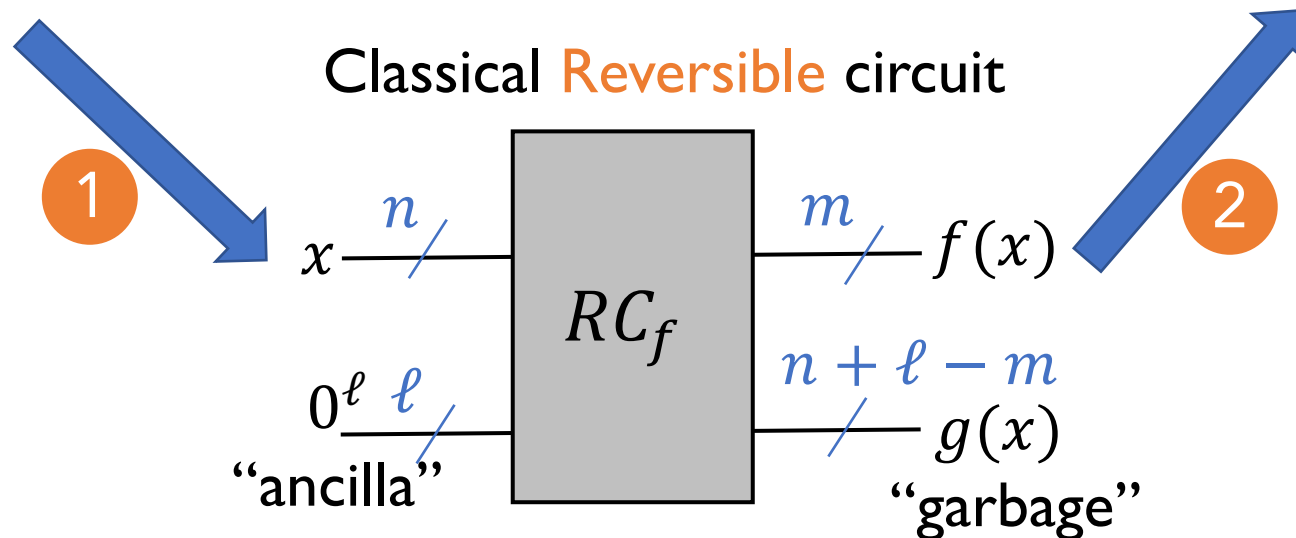 Classical Reversible circuit
1
2
n
m
x
f(x)
RC_f
0^ℓ ℓ
n + ℓ − m
g(x)
“ancilla”
“garbage”